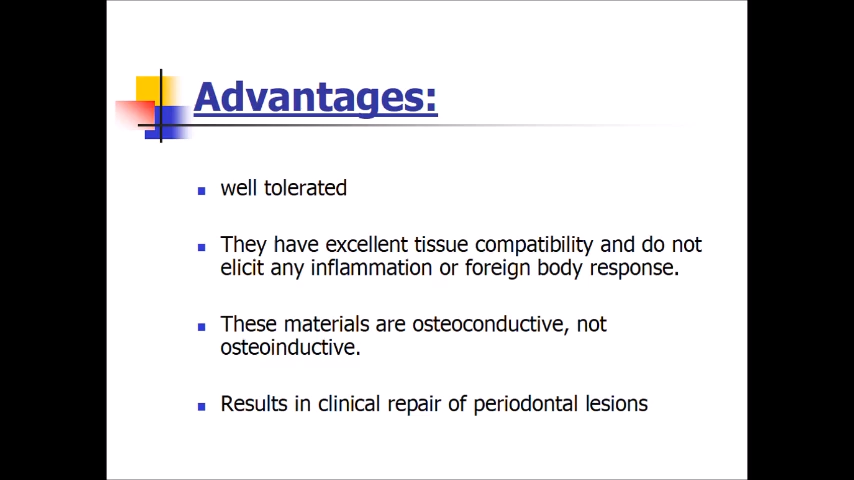 Advantages:
well tolerated
They have excellent tissue compatibility and do not
elicit any inflammation or foreign body response.
These materials are osteoconductive, not
osteoinductive.
Results in clinical repair of periodontal lesions